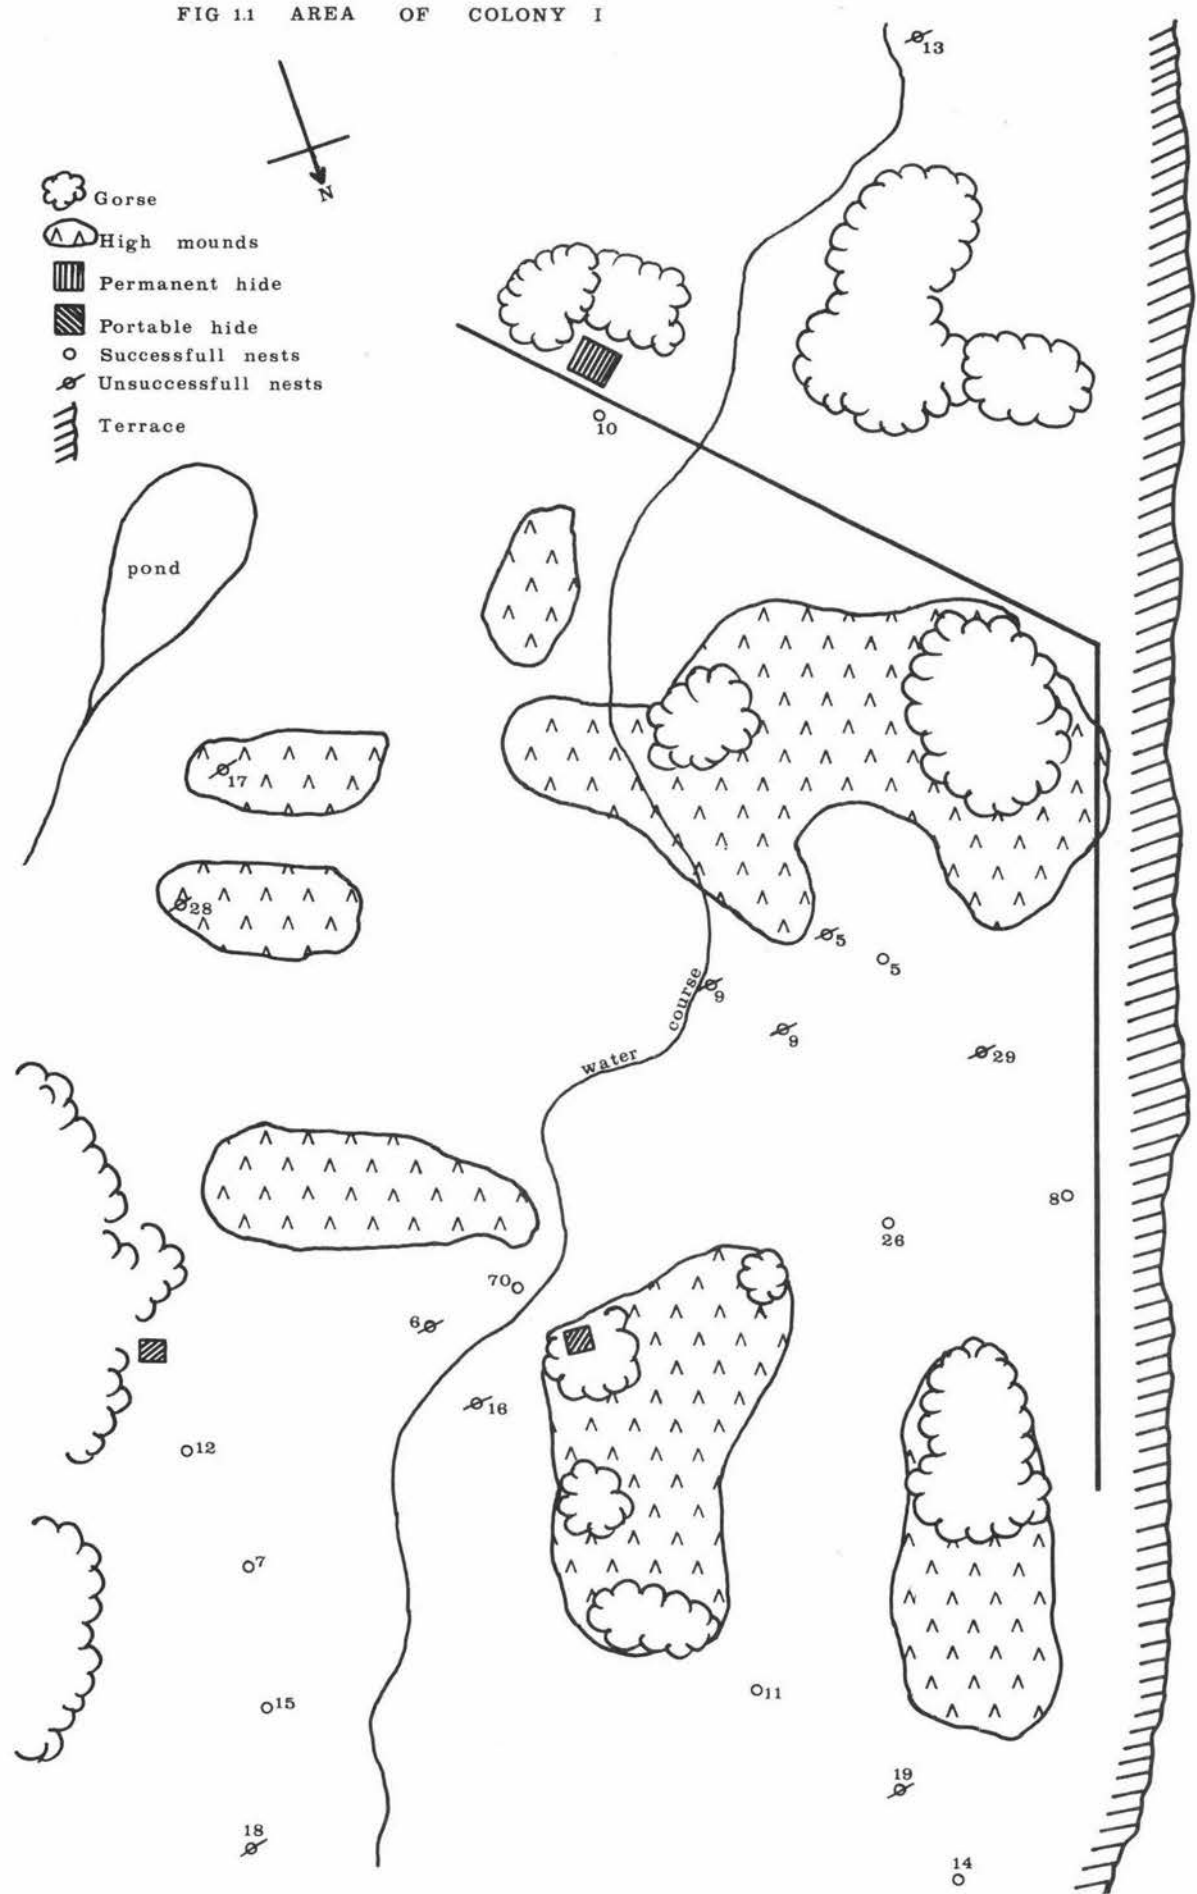 FIG 1.1 AREA OF COLONY I
13
N
Gorse
High mounds
Permanent hide
Portable hide
Successfull nests
Unsuccessfull nests
Terrace
10
pond
17
28
5
5
9
9
29
water course
8
26
70
6
16
12
7
15
11
19
18
14